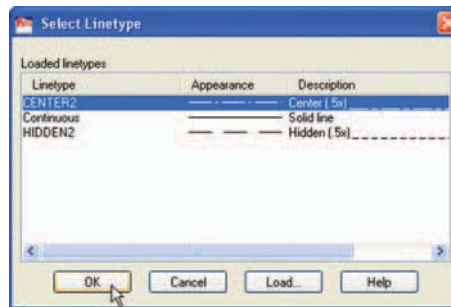 Select Linetype
Loaded linetypes
Linetype Appearance Description
CENTER2 Center (.5x)
Continuous Solid line
HIDDEN2 Hidden (.5x)
OK Cancel Load... Help